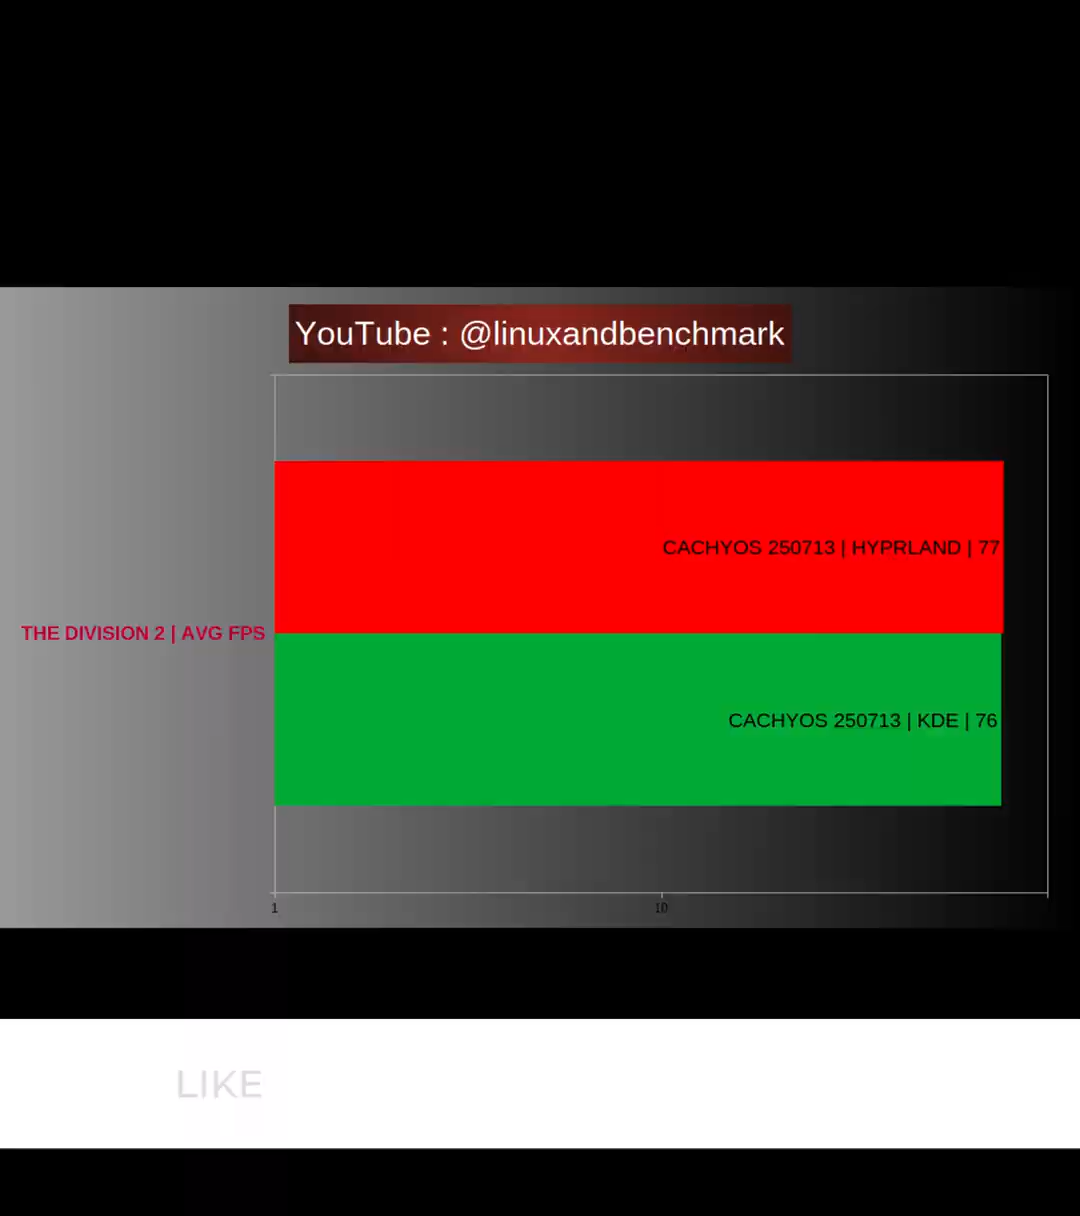 YouTube : @linuxandbenchmark
CACHYOS 250713 | HYPRLAND | 77
THE DIVISION 2 | AVG FPS
CACHYOS 250713 | KDE | 76
1
10
LIKE